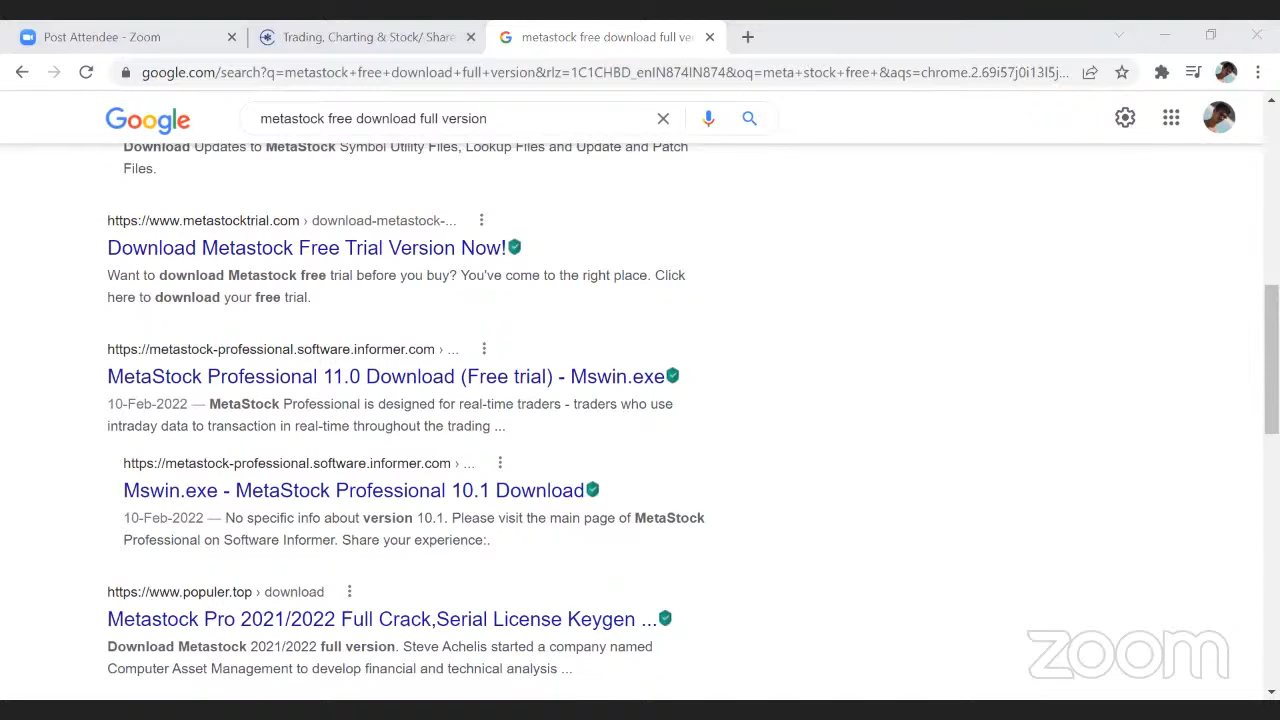 Post Attendee - Zoom
Trading, Charting & Stock/ Share
metastock free download full ve
google.com/search?q=metastock+free+download+full+version&rlz=1C1CHBD_enIN874IN874&oq=meta+stock+free+&aqs=chrome.2.69i57j0i13l5j...
Google
metastock free download full version
Download Updates to MetaStock Symbol Utility Files, Lookup Files and Update and Patch
Files.
https://www.metastocktrial.com › download-metastock-...
Download Metastock Free Trial Version Now!
Want to download Metastock free trial before you buy? You've come to the right place. Click
here to download your free trial.
https://metastock-professional.software.informer.com › ...
MetaStock Professional 11.0 Download (Free trial) - Mswin.exe
10-Feb-2022 — MetaStock Professional is designed for real-time traders - traders who use
intraday data to transaction in real-time throughout the trading ...
https://metastock-professional.software.informer.com › ...
Mswin.exe - MetaStock Professional 10.1 Download
10-Feb-2022 — No specific info about version 10.1. Please visit the main page of MetaStock
Professional on Software Informer. Share your experience:.
https://www.populer.top › download
Metastock Pro 2021/2022 Full Crack,Serial License Keygen ...
Download Metastock 2021/2022 full version. Steve Achelis started a company named
Computer Asset Management to develop financial and technical analysis ...
zoom